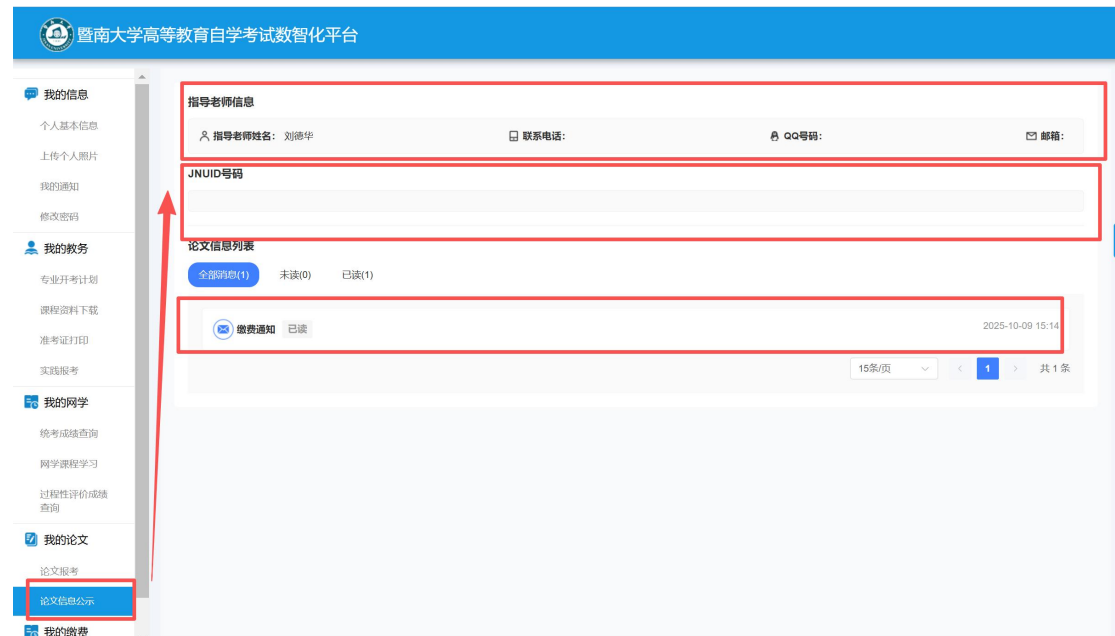 暨南大学高等教育自学考试数智化平台
我的信息
个人基本信息
上传个人照片
我的通知
修改密码
我的教务
专业开考计划
课程资料下载
准考证打印
实践报考
我的网学
统考成绩查询
网学课程学习
过程性评价成绩
查询
我的论文
论文报考
论文信息公示
我的缴费
指导老师信息
指导老师姓名： 刘德华 联系电话： QQ号码： 邮箱：
JNUID号码
论文信息列表
全部消息(1) 未读(0) 已读(1)
缴费通知 已读 2025-10-09 15:14
15条/页 1 共 1 条